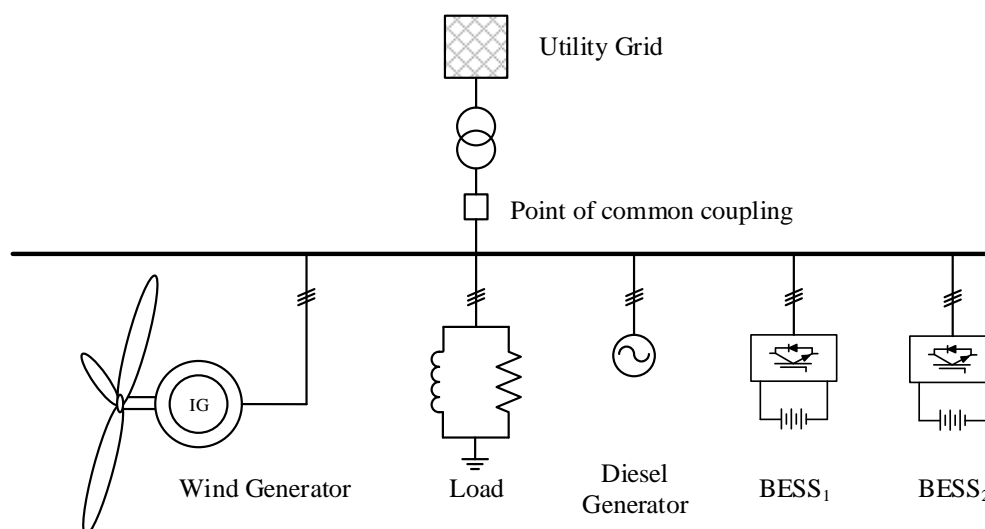 Utility Grid
Point of common coupling
IG
Wind Generator
Load
Diesel
Generator
BESS₁
BESS₂